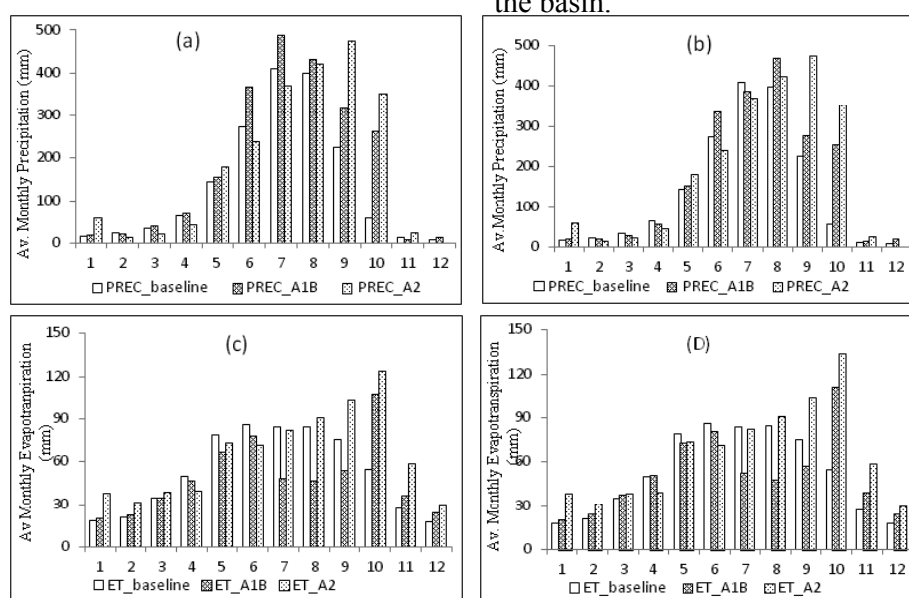 the basin.
(a)
Av. Monthly Precipitation (mm)
500
400
300
200
100
0
1 2 3 4 5 6 7 8 9 10 11 12
PREC_baseline PREC_A1B PREC_A2
(b)
Av.Monthly Precipitation (mm)
500
400
300
200
100
0
1 2 3 4 5 6 7 8 9 10 11 12
PREC_baseline PREC_A1B PREC_A2
(c)
Av Monthly Evapotranpiration
(mm)
150
120
90
60
30
0
1 2 3 4 5 6 7 8 9 10 11 12
ET_baseline ET_A1B ET_A2
(D)
Av. Monthly Evapotranspiration
(mm)
150
120
90
60
30
0
1 2 3 4 5 6 7 8 9 10 11 12
ET_baseline ET_A1B ET_A2